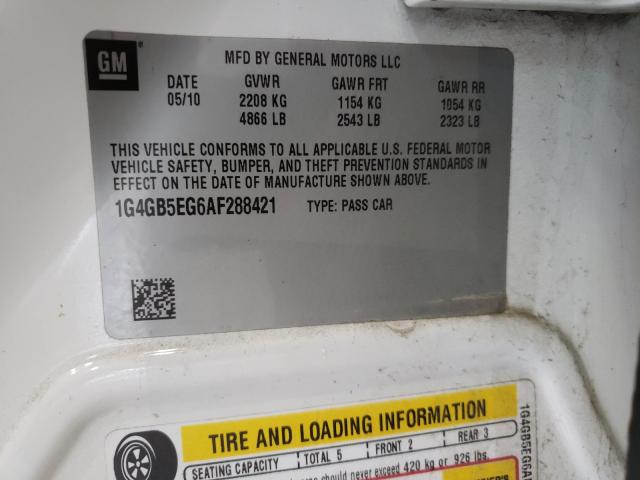 GM
MFD BY GENERAL MOTORS LLC
DATE GVWR GAWR FRT GAWR RR
05/10 2208 KG 1154 KG 1054 KG
4866 LB 2543 LB 2323 LB
THIS VEHICLE CONFORMS TO ALL APPLICABLE U.S. FEDERAL MOTOR
VEHICLE SAFETY, BUMPER, AND THEFT PREVENTION STANDARDS IN
EFFECT ON THE DATE OF MANUFACTURE SHOWN ABOVE.
1G4GB5EG6AF288421 TYPE: PASS CAR
TIRE AND LOADING INFORMATION
SEATING CAPACITY TOTAL 5 FRONT 2 REAR 3
should never exceed 420 kg or 926 lbs.
1G4GB5EG6A